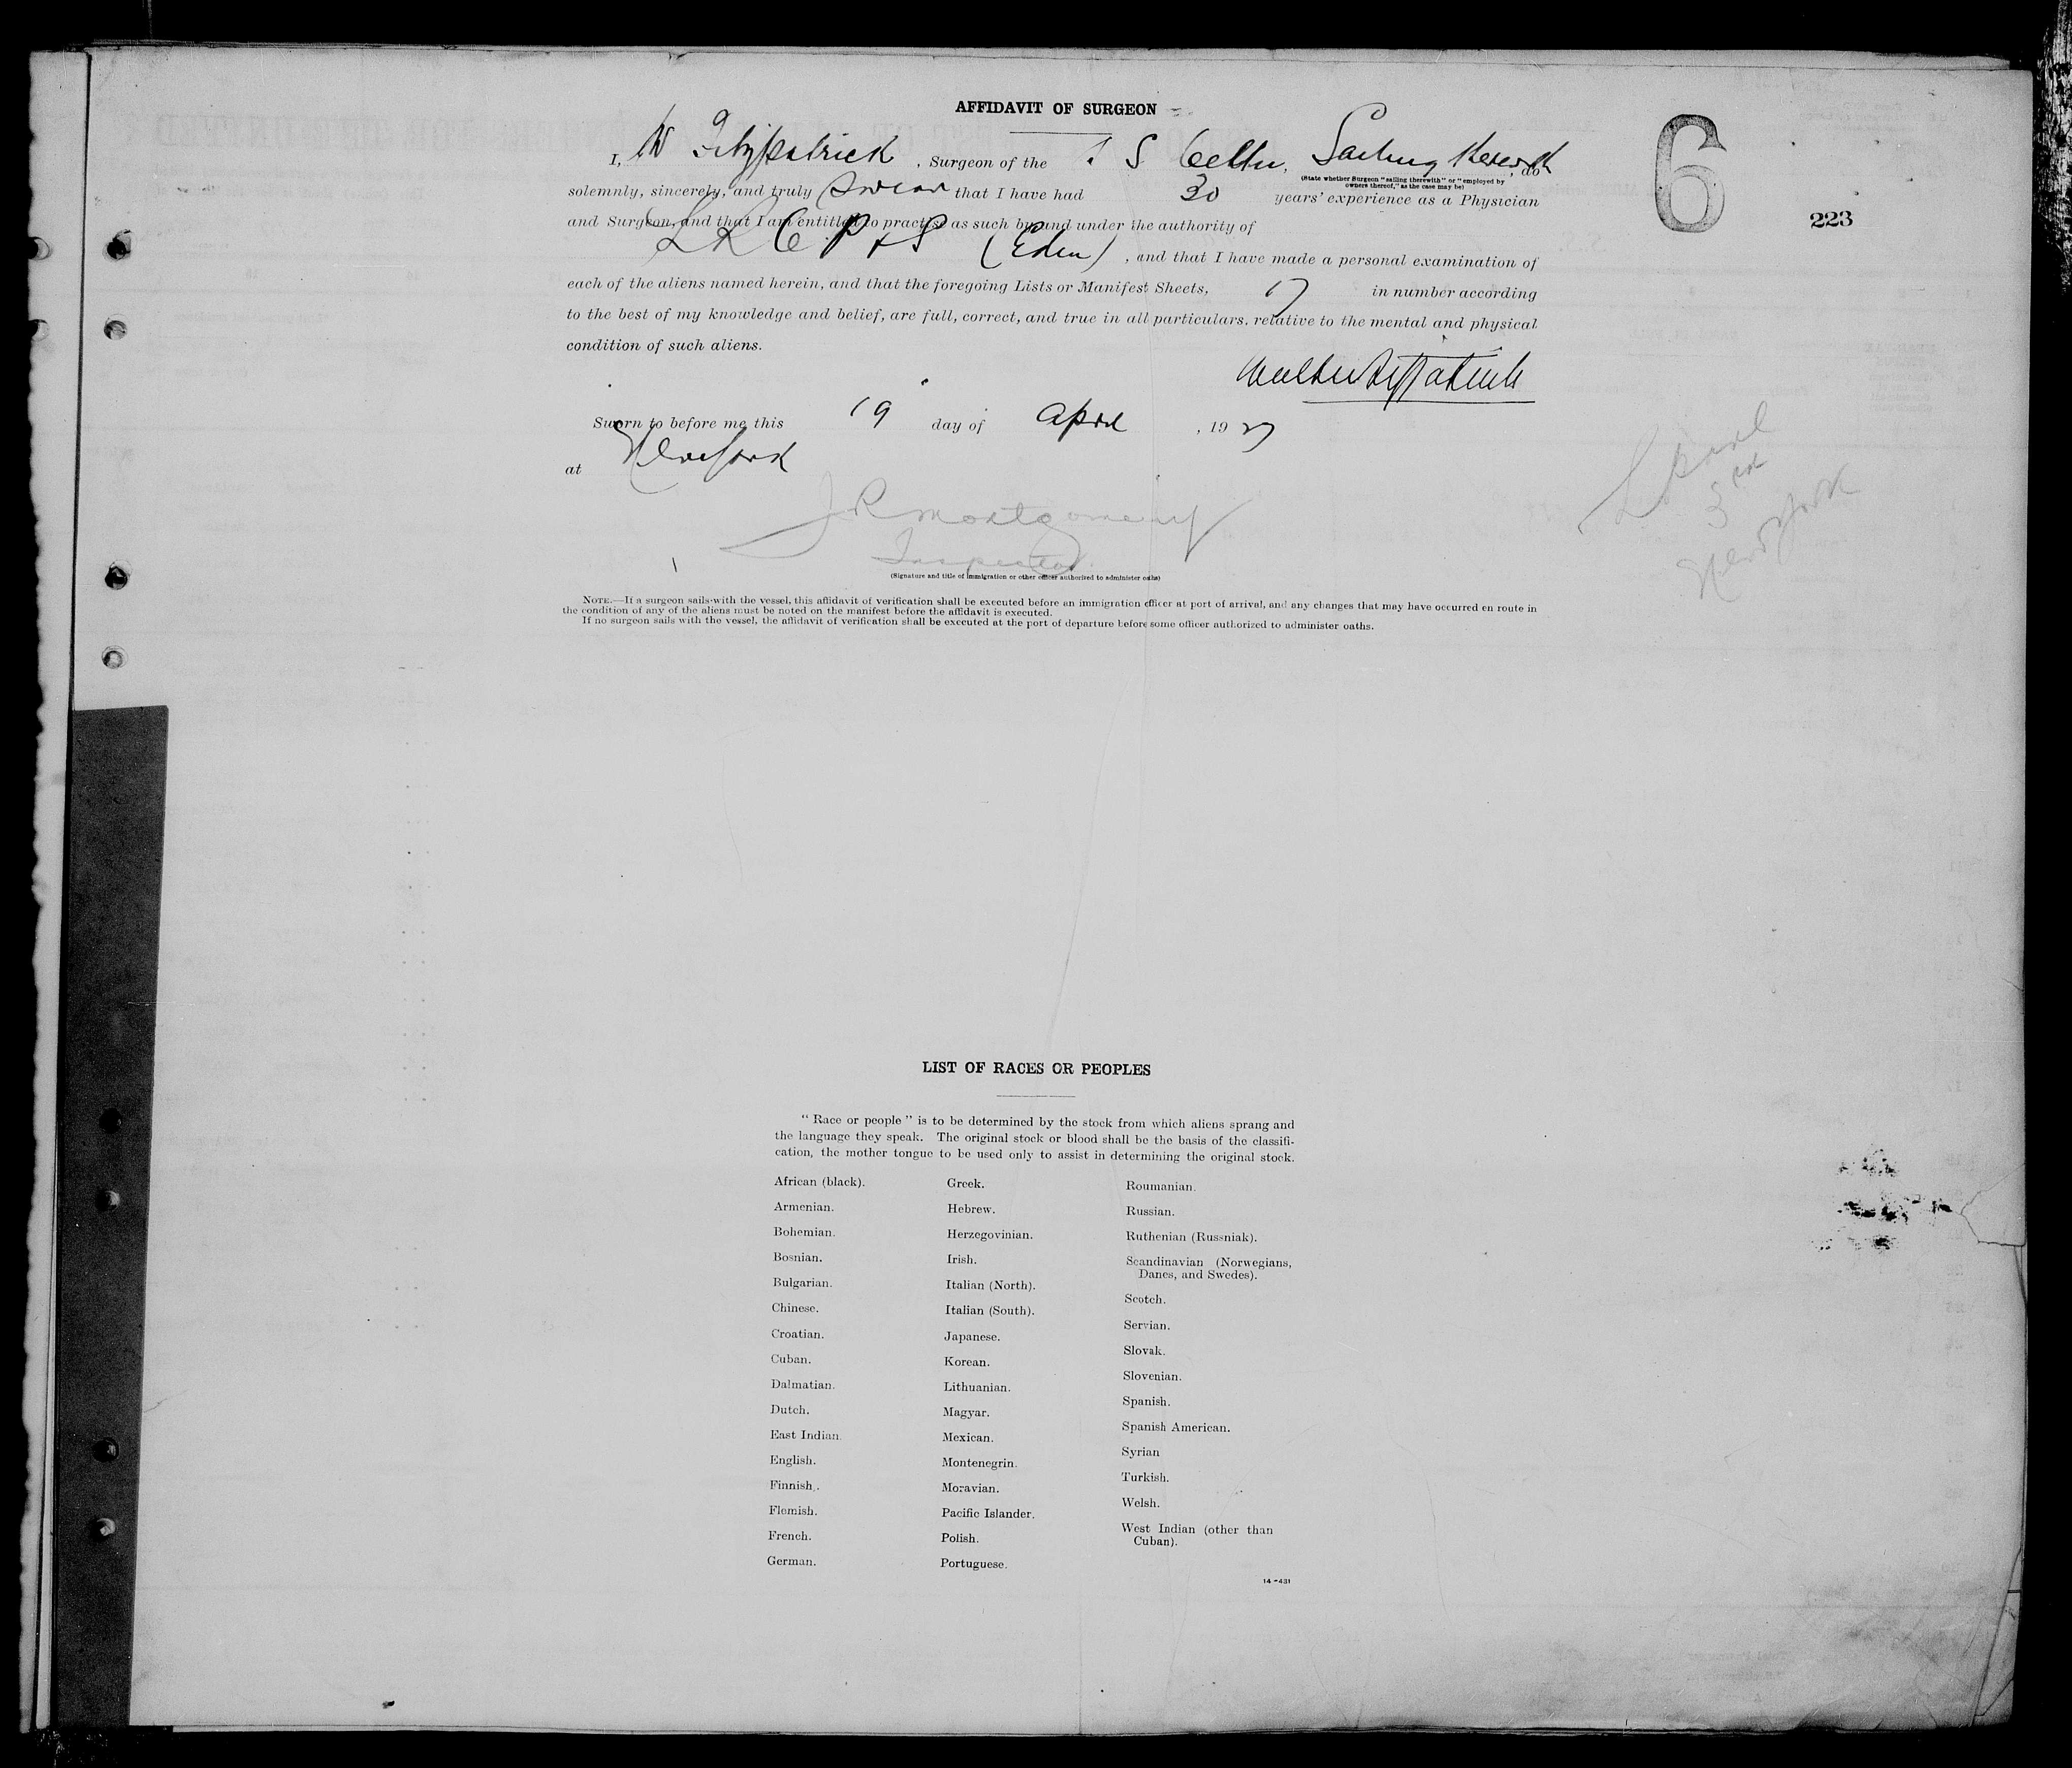 AFFIDAVIT OF SURGEON
6
223
I, W Fitzpatrick, Surgeon of the S S Celtic, Sailing therewith, do
(State whether Surgeon "sailing therewith" or "employed by
owners thereof," as the case may be)
solemnly, sincerely, and truly swear that I have had 30 years' experience as a Physician
and Surgeon, and that I am entitled to practise as such by and under the authority of
L R C P & S (Edin), and that I have made a personal examination of
each of the aliens named herein, and that the foregoing Lists or Manifest Sheets, 17 in number according
to the best of my knowledge and belief, are full, correct, and true in all particulars, relative to the mental and physical
condition of such aliens.
Walter Fitzpatrick
Sworn to before me this 19 day of April, 19
at New York
L'pool
3rd
New York
J R Montgomery
Inspector
(Signature and title of immigration or other officer authorized to administer oaths)
NOTE.—If a surgeon sails with the vessel, this affidavit of verification shall be executed before an immigration officer at port of arrival, and any changes that may have occurred en route in
the condition of any of the aliens must be noted on the manifest before the affidavit is executed.
If no surgeon sails with the vessel, the affidavit of verification shall be executed at the port of departure before some officer authorized to administer oaths.
LIST OF RACES OR PEOPLES
"Race or people" is to be determined by the stock from which aliens sprang and
the language they speak. The original stock or blood shall be the basis of the classifi-
cation, the mother tongue to be used only to assist in determining the original stock.
African (black).
Armenian.
Bohemian.
Bosnian.
Bulgarian.
Chinese.
Croatian.
Cuban.
Dalmatian.
Dutch.
East Indian.
English.
Finnish.
Flemish.
French.
German.
Greek.
Hebrew.
Herzegovinian.
Irish.
Italian (North).
Italian (South).
Japanese.
Korean.
Lithuanian.
Magyar.
Mexican.
Montenegrin.
Moravian.
Pacific Islander.
Polish.
Portuguese.
Roumanian.
Russian.
Ruthenian (Russniak).
Scandinavian (Norwegians,
Danes, and Swedes).
Scotch.
Servian.
Slovak.
Slovenian.
Spanish.
Spanish American.
Syrian
Turkish.
Welsh.
West Indian (other than
Cuban).
14-431